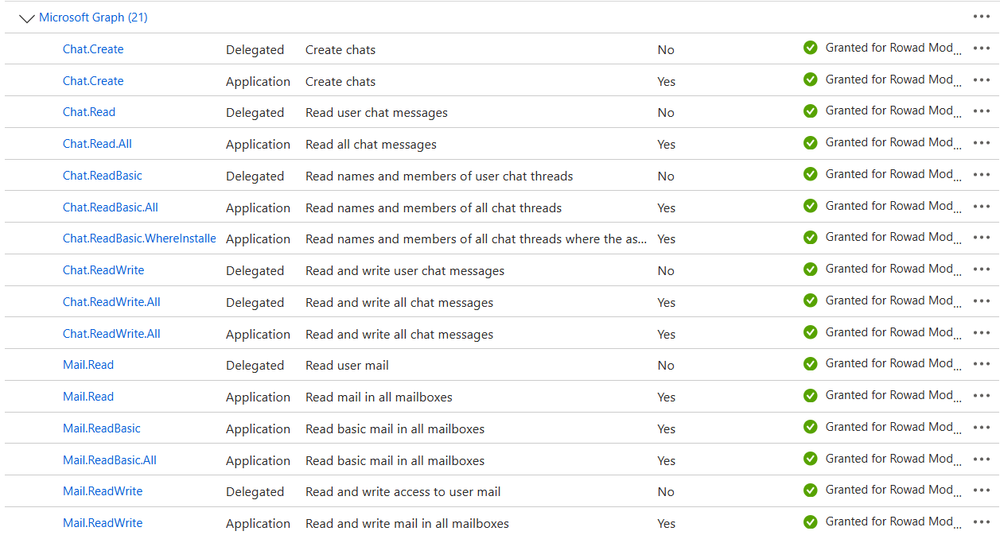 Microsoft Graph (21)
Chat.Create Delegated Create chats No Granted for Rowad Mod...
Chat.Create Application Create chats Yes Granted for Rowad Mod...
Chat.Read Delegated Read user chat messages No Granted for Rowad Mod...
Chat.Read.All Application Read all chat messages Yes Granted for Rowad Mod...
Chat.ReadBasic Delegated Read names and members of user chat threads No Granted for Rowad Mod...
Chat.ReadBasic.All Application Read names and members of all chat threads Yes Granted for Rowad Mod...
Chat.ReadBasic.WhereInstalle Application Read names and members of all chat threads where the as... Yes Granted for Rowad Mod...
Chat.ReadWrite Delegated Read and write user chat messages No Granted for Rowad Mod...
Chat.ReadWrite.All Delegated Read and write all chat messages Yes Granted for Rowad Mod...
Chat.ReadWrite.All Application Read and write all chat messages Yes Granted for Rowad Mod...
Mail.Read Delegated Read user mail No Granted for Rowad Mod...
Mail.Read Application Read mail in all mailboxes Yes Granted for Rowad Mod...
Mail.ReadBasic Application Read basic mail in all mailboxes Yes Granted for Rowad Mod...
Mail.ReadBasic.All Application Read basic mail in all mailboxes Yes Granted for Rowad Mod...
Mail.ReadWrite Delegated Read and write access to user mail No Granted for Rowad Mod...
Mail.ReadWrite Application Read and write mail in all mailboxes Yes Granted for Rowad Mod...